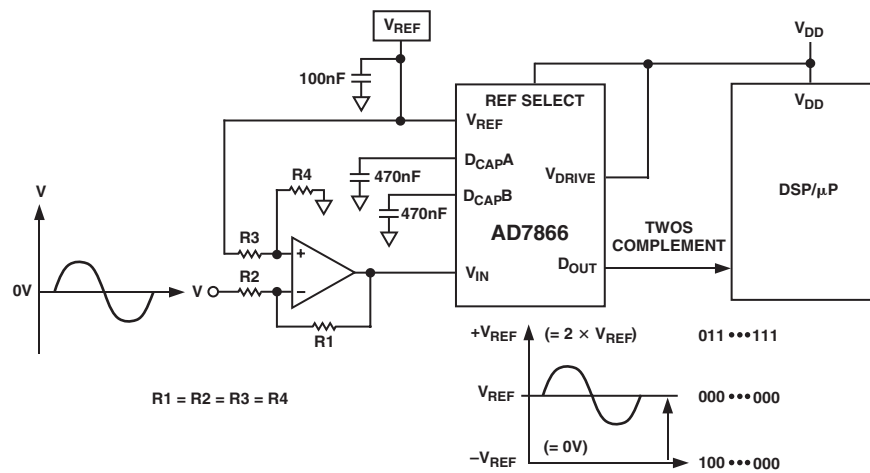 VREF
VDD
100nF
REF SELECT
VDD
VREF
R4
DCAPA
470nF
VDRIVE
DSP/μP
V
DCAPB
470nF
R3
AD7866
TWOS
COMPLEMENT
+
R2
VIN
DOUT
0V
V
–
R1
+VREF
(= 2 × VREF)
011 ••• 111
R1 = R2 = R3 = R4
VREF
000 ••• 000
–VREF
(= 0V)
100 ••• 000